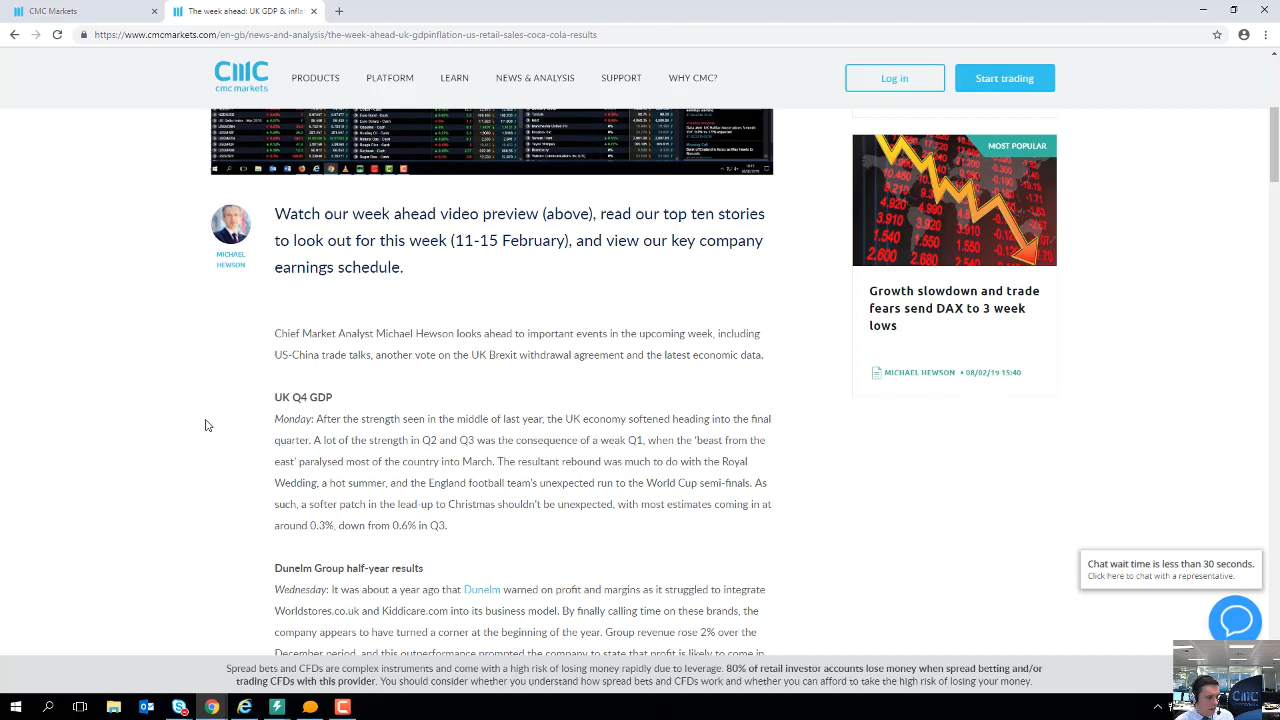 CMC Markets
The week ahead: UK GDP & infla
https://www.cmcmarkets.com/en-gb/news-and-analysis/the-week-ahead-uk-gdpinflation-us-retail-sales-coca-cola-results
cmc markets
PRODUCTS
PLATFORM
LEARN
NEWS & ANALYSIS
SUPPORT
WHY CMC?
Log in
Start trading
MICHAEL
HEWSON
Watch our week ahead video preview (above), read our top ten stories
to look out for this week (11-15 February), and view our key company
earnings schedule.
Chief Market Analyst Michael Hewson looks ahead to important events in the upcoming week, including
US-China trade talks, another vote on the UK Brexit withdrawal agreement and the latest economic data.
UK Q4 GDP
Monday: After the strength seen in the middle of last year, the UK economy softened heading into the final
quarter. A lot of the strength in Q2 and Q3 was the consequence of a weak Q1, when the ‘beast from the
east’ paralysed most of the country into March. The resultant rebound was much to do with the Royal
Wedding, a hot summer, and the England football team’s unexpected run to the World Cup semi-finals. As
such, a softer patch in the lead-up to Christmas shouldn’t be unexpected, with most estimates coming in at
around 0.3%, down from 0.6% in Q3.
Dunelm Group half-year results
Wednesday: It was about a year ago that Dunelm warned on profit and margins as it struggled to integrate
Worldstores.co.uk and Kiddicare.com into its business model. By finally calling time on these brands, the
company appears to have turned a corner at the beginning of the year. Group revenue rose 2% over the
December period, and this outperformance prompted the company to state that profit is likely to come in
MOST POPULAR
Growth slowdown and trade
fears send DAX to 3 week
lows
MICHAEL HEWSON • 08/02/19 15:40
Chat wait time is less than 30 seconds.
Click here to chat with a representative.
Spread bets and CFDs are complex instruments and come with a high risk of losing money rapidly due to leverage. 80% of retail investor accounts lose money when spread betting and/or
trading CFDs with this provider. You should consider whether you understand how spread bets and CFDs work and whether you can afford to take the high risk of losing your money.